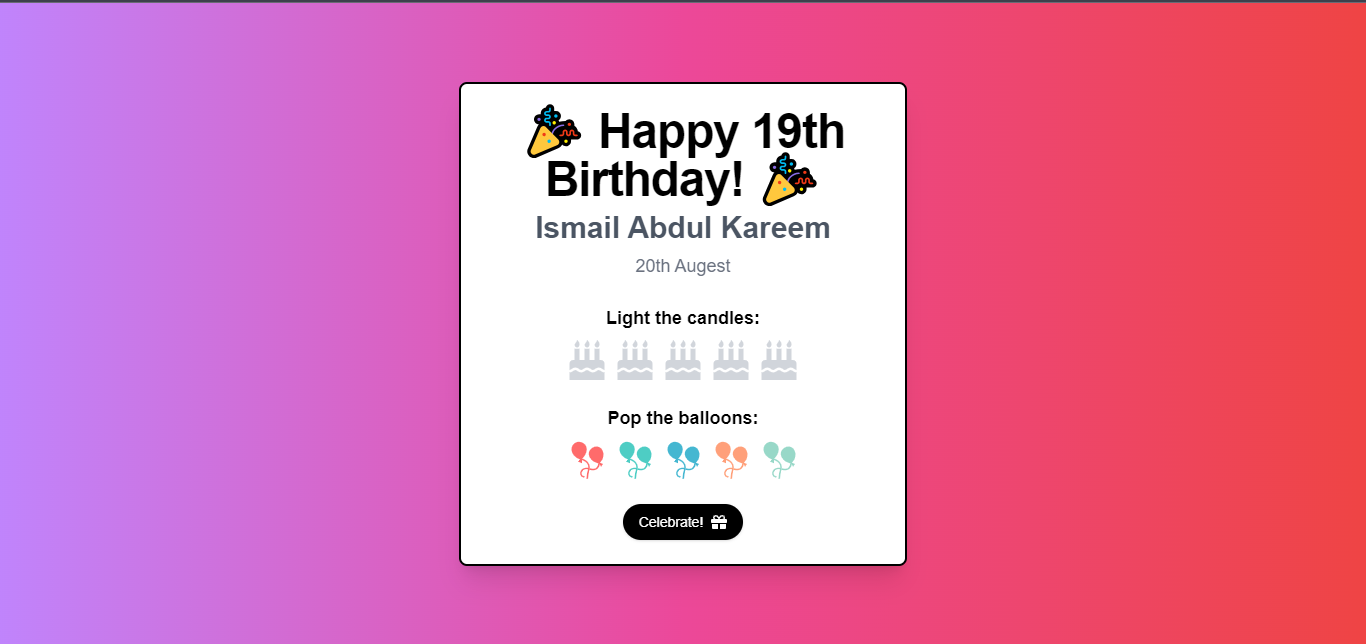 🎉 Happy 19th
Birthday! 🎉
Ismail Abdul Kareem
20th Augest
Light the candles:
Pop the balloons:
Celebrate!